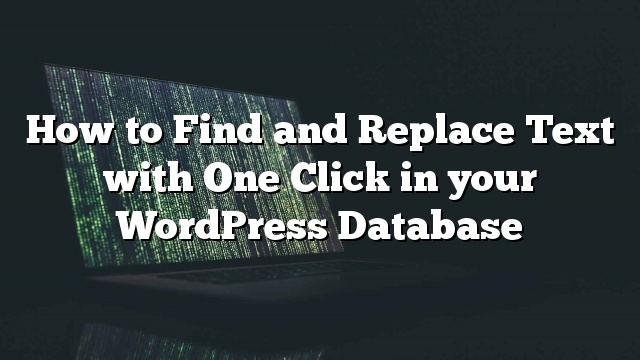 How to Find and Replace Text
with One Click in your
WordPress Database